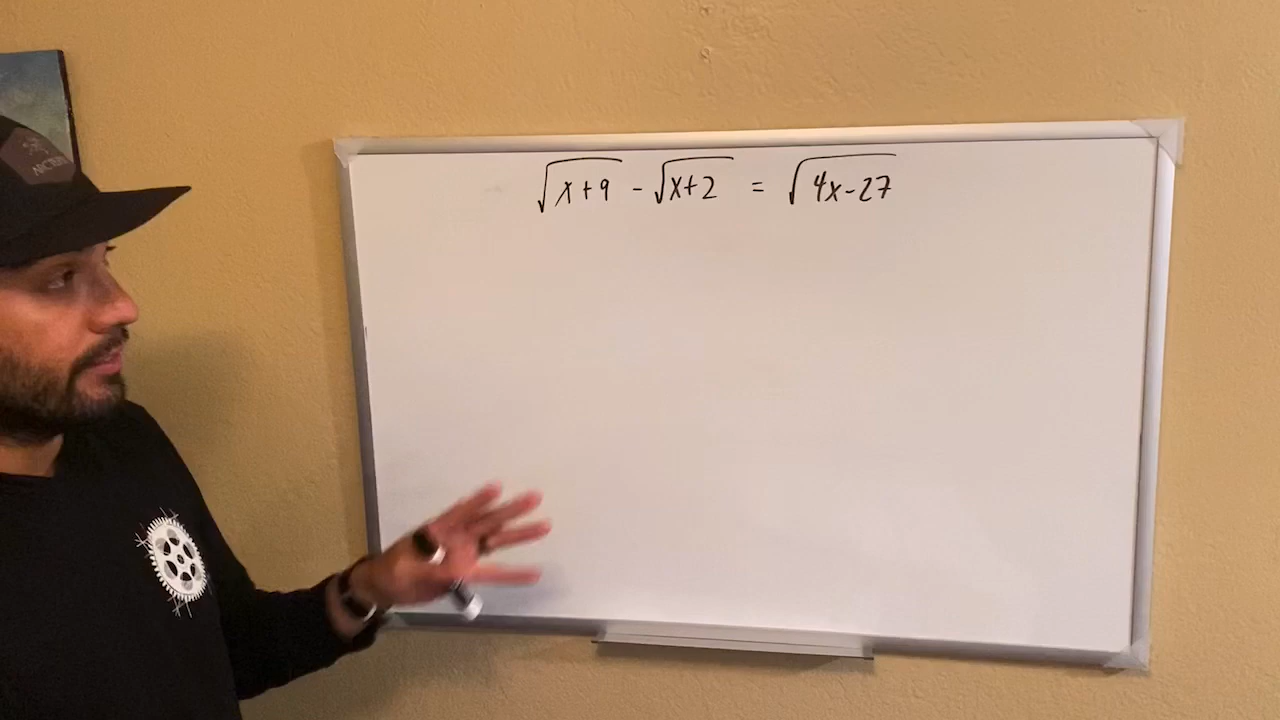 √(x+9) - √(x+2) = √(4x-27)